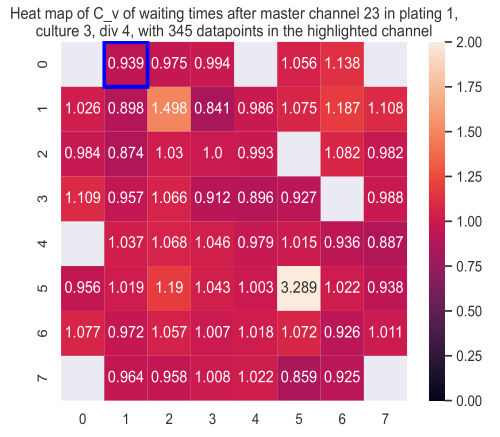 Heat map of C_v of waiting times after master channel 23 in plating 1,
culture 3, div 4, with 345 datapoints in the highlighted channel
0 0.939 0.975 0.994 1.056 1.138
1 1.026 0.898 1.498 0.841 0.986 1.075 1.187 1.108
2 0.984 0.874 1.03 1.0 0.993 1.082 0.982
3 1.109 0.957 1.066 0.912 0.896 0.927 0.988
4 1.037 1.068 1.046 0.979 1.015 0.936 0.887
5 0.956 1.019 1.19 1.043 1.003 3.289 1.022 0.938
6 1.077 0.972 1.057 1.007 1.018 1.072 0.926 1.011
7 0.964 0.958 1.008 1.022 0.859 0.925
0 1 2 3 4 5 6 7
2.00
1.75
1.50
1.25
1.00
0.75
0.50
0.25
0.00